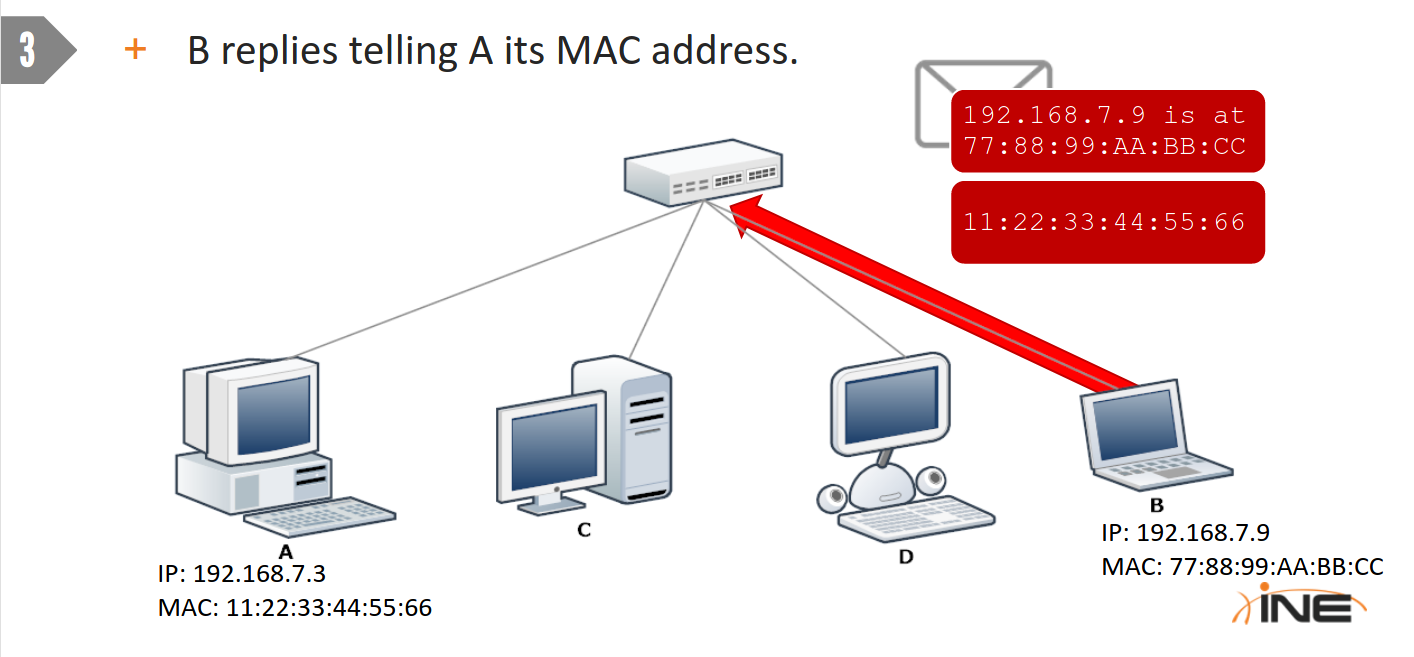 3
+ B replies telling A its MAC address.
192.168.7.9 is at
77:88:99:AA:BB:CC
11:22:33:44:55:66
A
IP: 192.168.7.3
MAC: 11:22:33:44:55:66
C
D
B
IP: 192.168.7.9
MAC: 77:88:99:AA:BB:CC
iNE